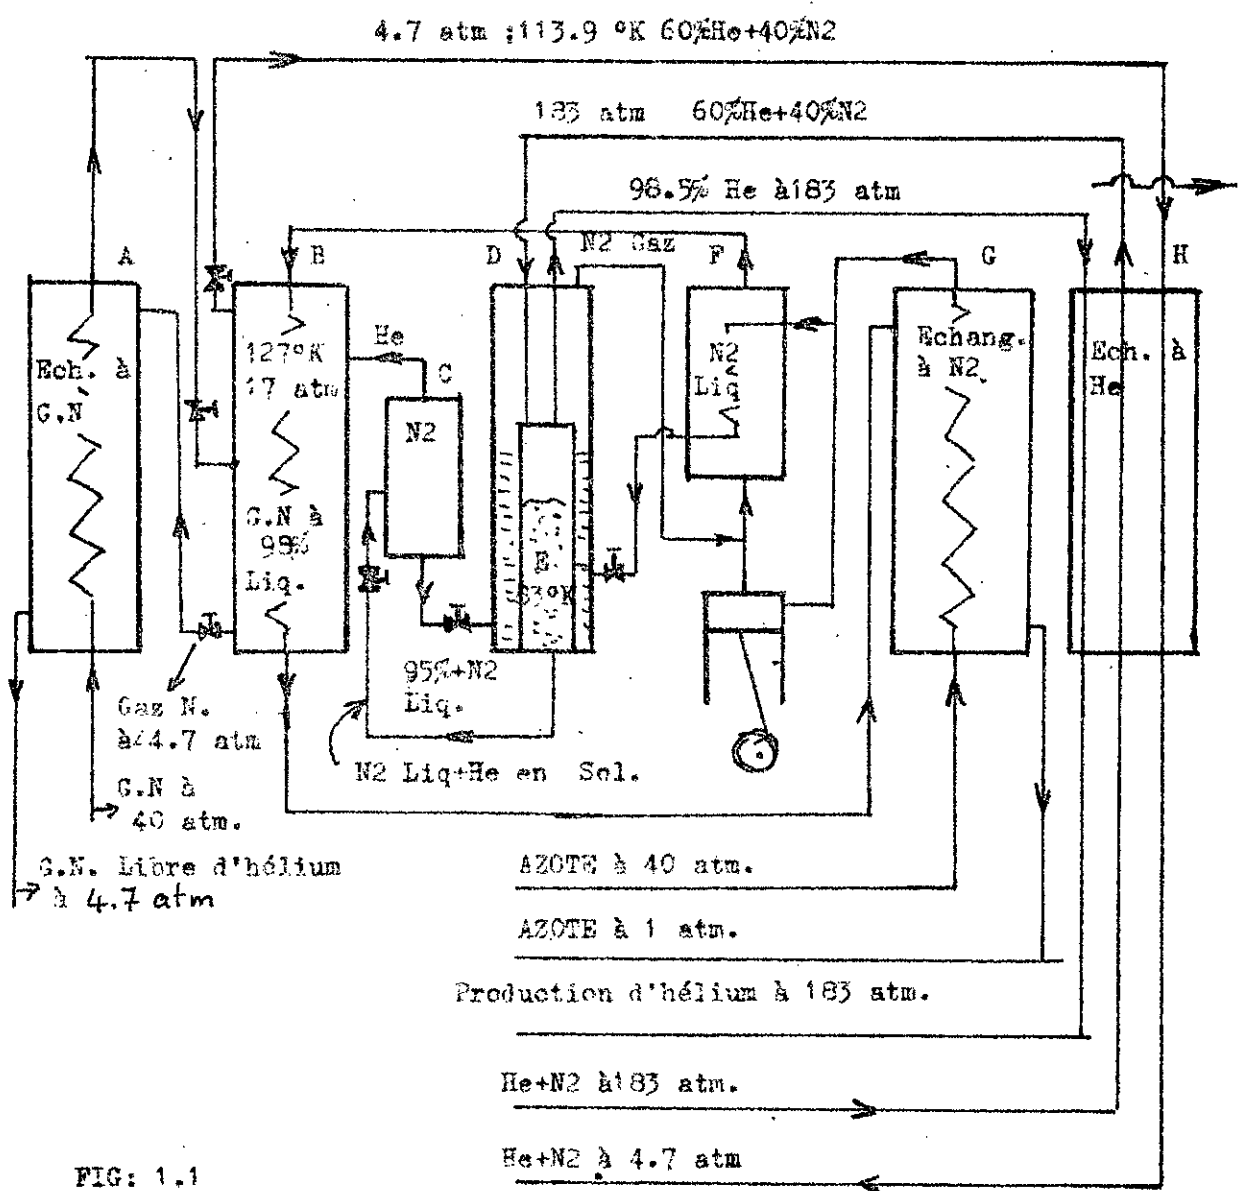 4.7 atm ;113.9 °K 60%He+40%N2
183 atm 60%He+40%N2
98.5% He à183 atm
N2 Gaz
A
B
D
F
G
H
Ech. à
G.N
127°K
17 atm
G.N à
98%
Liq.
He
C
N2
E
83°K
N2
Liq
Echang.
à N2.
Ech. à
He
95%+N2
Liq.
Gaz N.
à 4.7 atm
N2 Liq+He en Sol.
G.N à
40 atm.
G.N. Libre d'hélium
à 4.7 atm
AZOTE à 40 atm.
AZOTE à 1 atm.
Production d'hélium à 183 atm.
He+N2 à183 atm.
He+N2 à 4.7 atm
FIG: 1.1